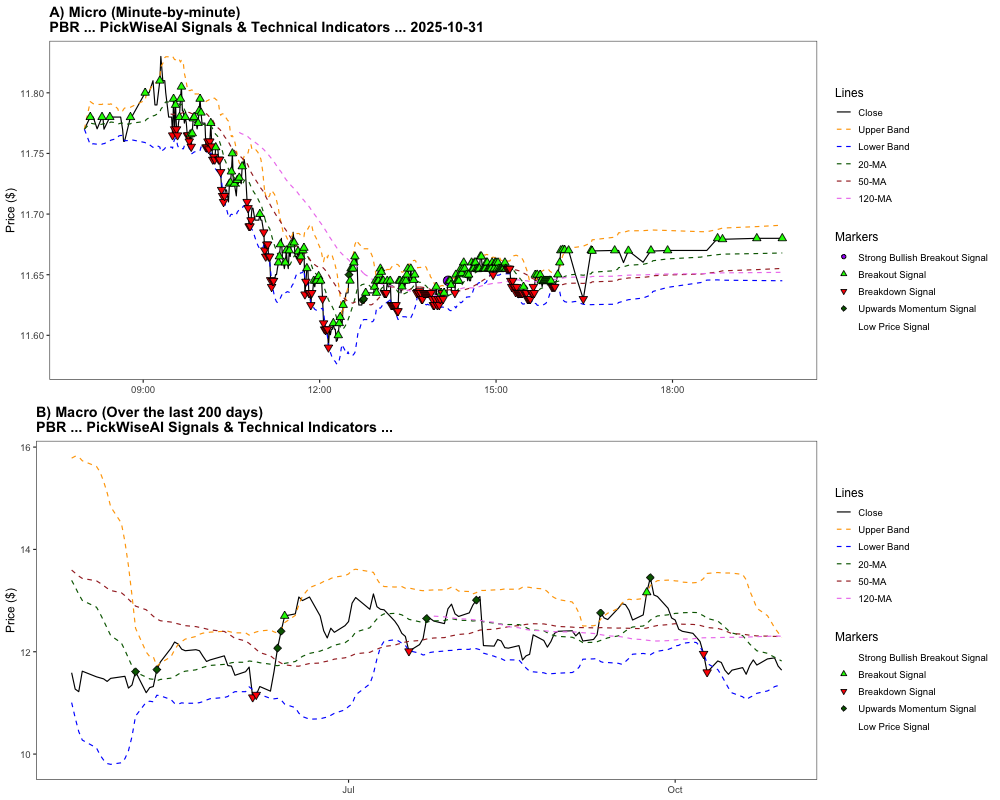 A) Micro (Minute-by-minute)
PBR ... PickWiseAI Signals & Technical Indicators ... 2025-10-31
Price ($)
11.80
11.75
11.70
11.65
11.60
09:00
12:00
15:00
18:00
Lines
Close
Upper Band
Lower Band
20-MA
50-MA
120-MA
Markers
Strong Bullish Breakout Signal
Breakout Signal
Breakdown Signal
Upwards Momentum Signal
Low Price Signal
B) Macro (Over the last 200 days)
PBR ... PickWiseAI Signals & Technical Indicators ...
Price ($)
16
14
12
10
Jul
Oct
Lines
Close
Upper Band
Lower Band
20-MA
50-MA
120-MA
Markers
Strong Bullish Breakout Signal
Breakout Signal
Breakdown Signal
Upwards Momentum Signal
Low Price Signal